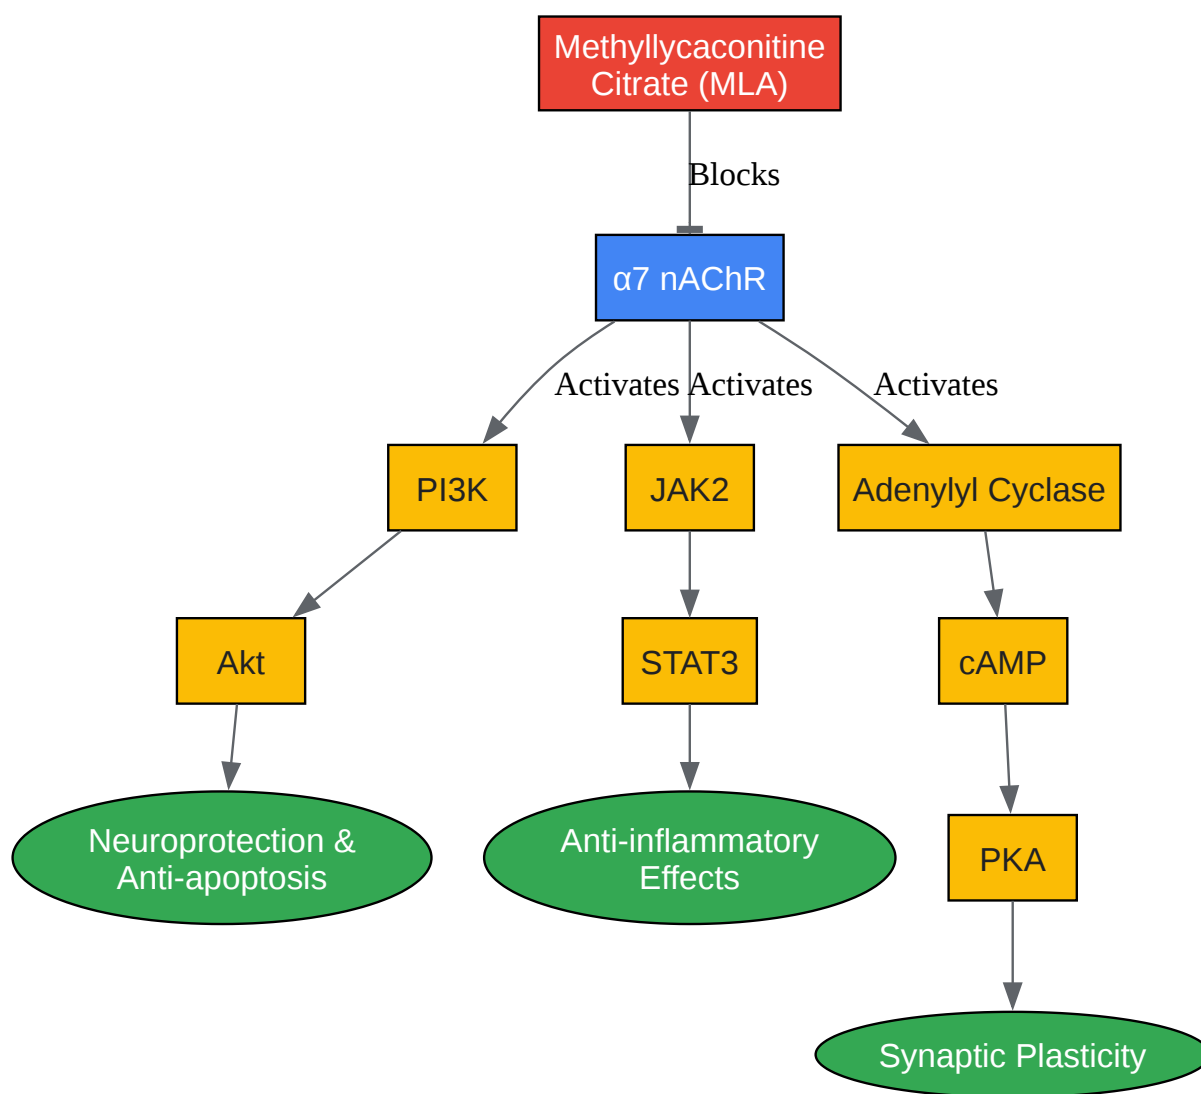 Methyllycaconitine
Citrate (MLA)
Blocks
α7 nAChR
Activates
Activates
Activates
PI3K
JAK2
Adenylyl Cyclase
Akt
STAT3
cAMP
Neuroprotection &
Anti-apoptosis
Anti-inflammatory
Effects
PKA
Synaptic Plasticity